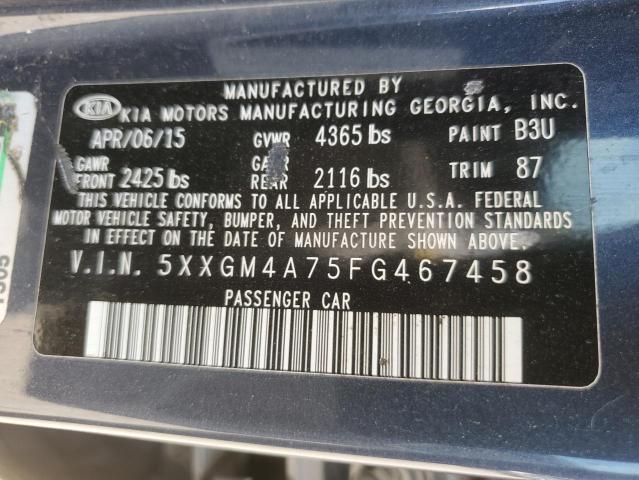 MANUFACTURED BY
KIA KIA MOTORS MANUFACTURING GEORGIA, INC.
APR/06/15 GVWR 4365 lbs PAINT B3U
GAWR FRONT 2425 lbs GAWR REAR 2116 lbs TRIM 87
THIS VEHICLE CONFORMS TO ALL APPLICABLE U.S.A. FEDERAL
MOTOR VEHICLE SAFETY, BUMPER, AND THEFT PREVENTION STANDARDS
IN EFFECT ON THE DATE OF MANUFACTURE SHOWN ABOVE.
V.I.N. 5XXGM4A75FG467458
PASSENGER CAR